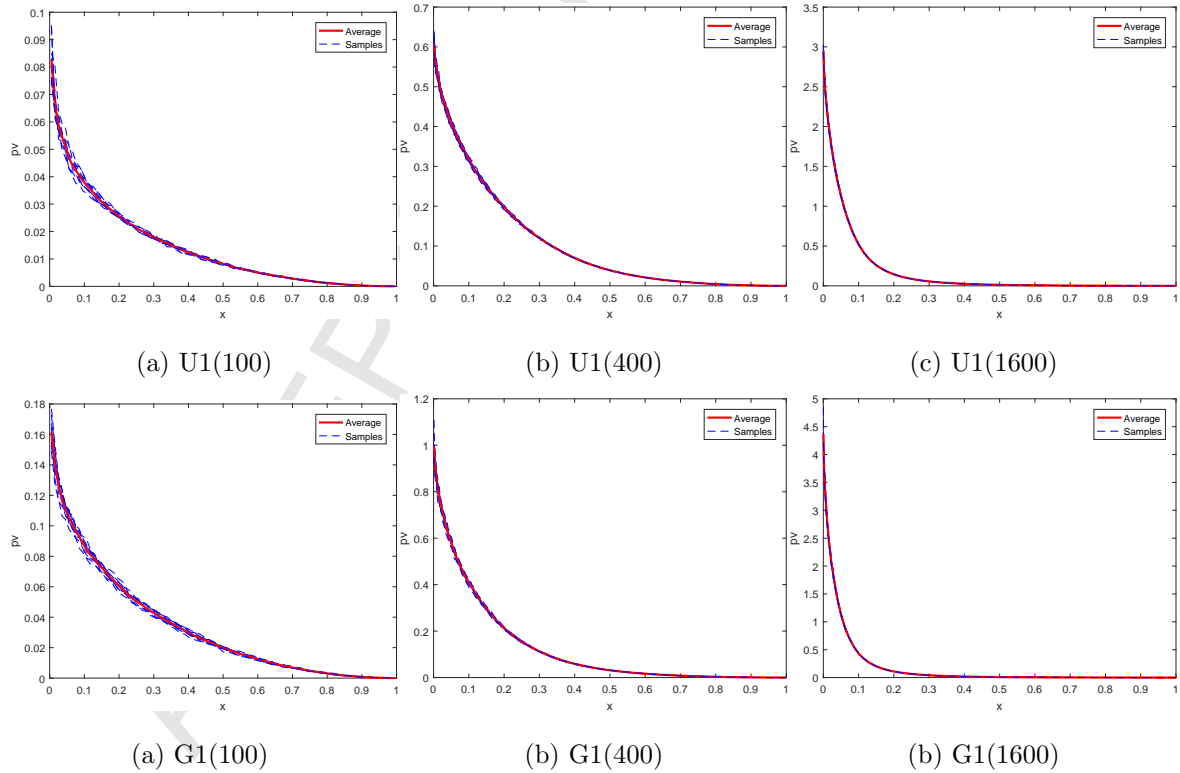 0.1
0.09
0.08
0.07
0.06
0.05
0.04
0.03
0.02
0.01
0
pv
0 0.1 0.2 0.3 0.4 0.5 0.6 0.7 0.8 0.9 1
x
Average
Samples
(a) U1(100)
0.7
0.6
0.5
0.4
0.3
0.2
0.1
0
pv
0 0.1 0.2 0.3 0.4 0.5 0.6 0.7 0.8 0.9 1
x
Average
Samples
(b) U1(400)
3.5
3
2.5
2
1.5
1
0.5
0
pv
0 0.1 0.2 0.3 0.4 0.5 0.6 0.7 0.8 0.9 1
x
Average
Samples
(c) U1(1600)
0.18
0.16
0.14
0.12
0.1
0.08
0.06
0.04
0.02
0
pv
0 0.1 0.2 0.3 0.4 0.5 0.6 0.7 0.8 0.9 1
x
Average
Samples
(a) G1(100)
1.2
1
0.8
0.6
0.4
0.2
0
pv
0 0.1 0.2 0.3 0.4 0.5 0.6 0.7 0.8 0.9 1
x
Average
Samples
(b) G1(400)
5
4.5
4
3.5
3
2.5
2
1.5
1
0.5
0
pv
0 0.1 0.2 0.3 0.4 0.5 0.6 0.7 0.8 0.9 1
x
Average
Samples
(b) G1(1600)